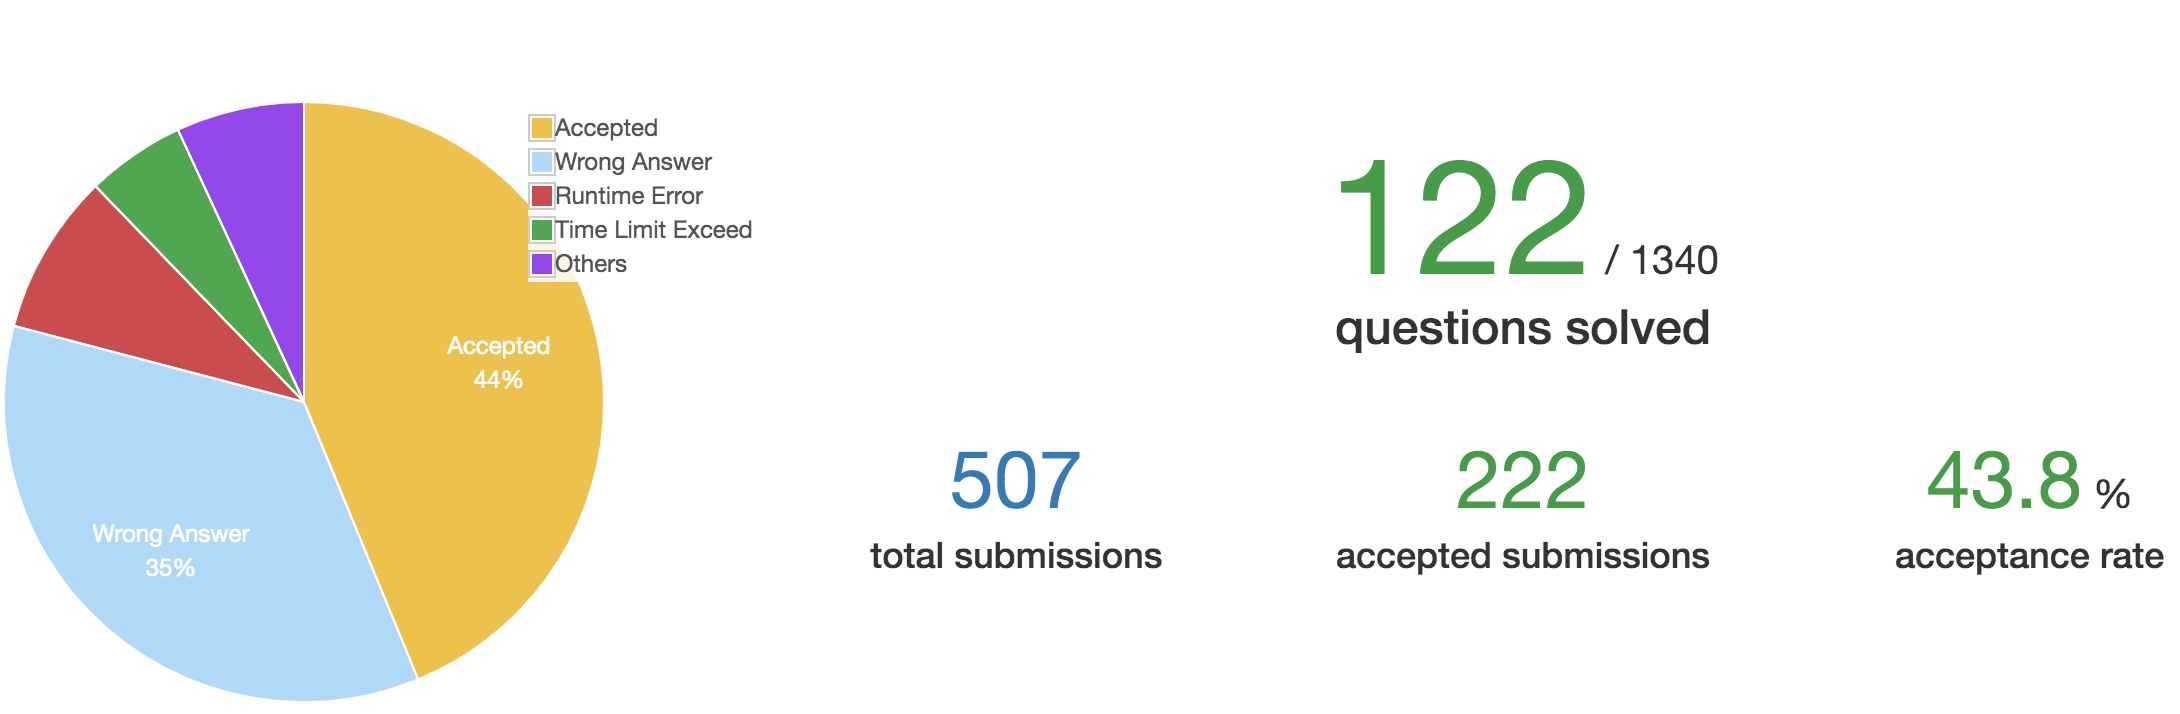 Accepted
Wrong Answer
Runtime Error
Time Limit Exceed
Others
Accepted
44%
Wrong Answer
35%
122 / 1340
questions solved
507
total submissions
222
accepted submissions
43.8 %
acceptance rate